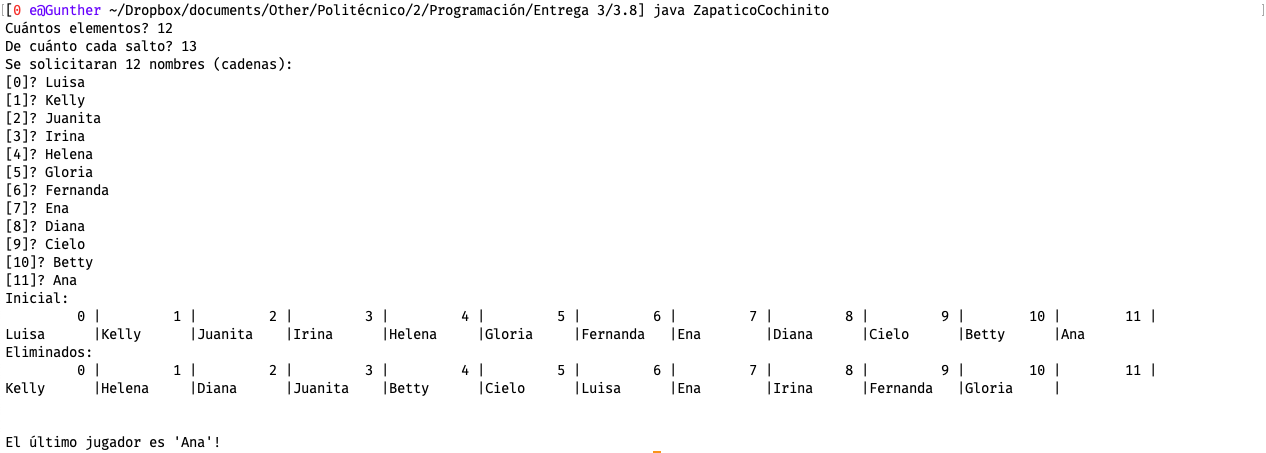 [0 e@Gunther ~/Dropbox/documents/Other/Politécnico/2/Programación/Entrega 3/3.8] java ZapaticoCochinito
Cuántos elementos? 12
De cuánto cada salto? 13
Se solicitaran 12 nombres (cadenas):
[0]? Luisa
[1]? Kelly
[2]? Juanita
[3]? Irina
[4]? Helena
[5]? Gloria
[6]? Fernanda
[7]? Ena
[8]? Diana
[9]? Cielo
[10]? Betty
[11]? Ana
Inicial:
0 | 1 | 2 | 3 | 4 | 5 | 6 | 7 | 8 | 9 | 10 | 11 |
Luisa |Kelly |Juanita |Irina |Helena |Gloria |Fernanda |Ena |Diana |Cielo |Betty |Ana
Eliminados:
0 | 1 | 2 | 3 | 4 | 5 | 6 | 7 | 8 | 9 | 10 | 11 |
Kelly |Helena |Diana |Juanita |Betty |Cielo |Luisa |Ena |Irina |Fernanda |Gloria |
El último jugador es 'Ana'!